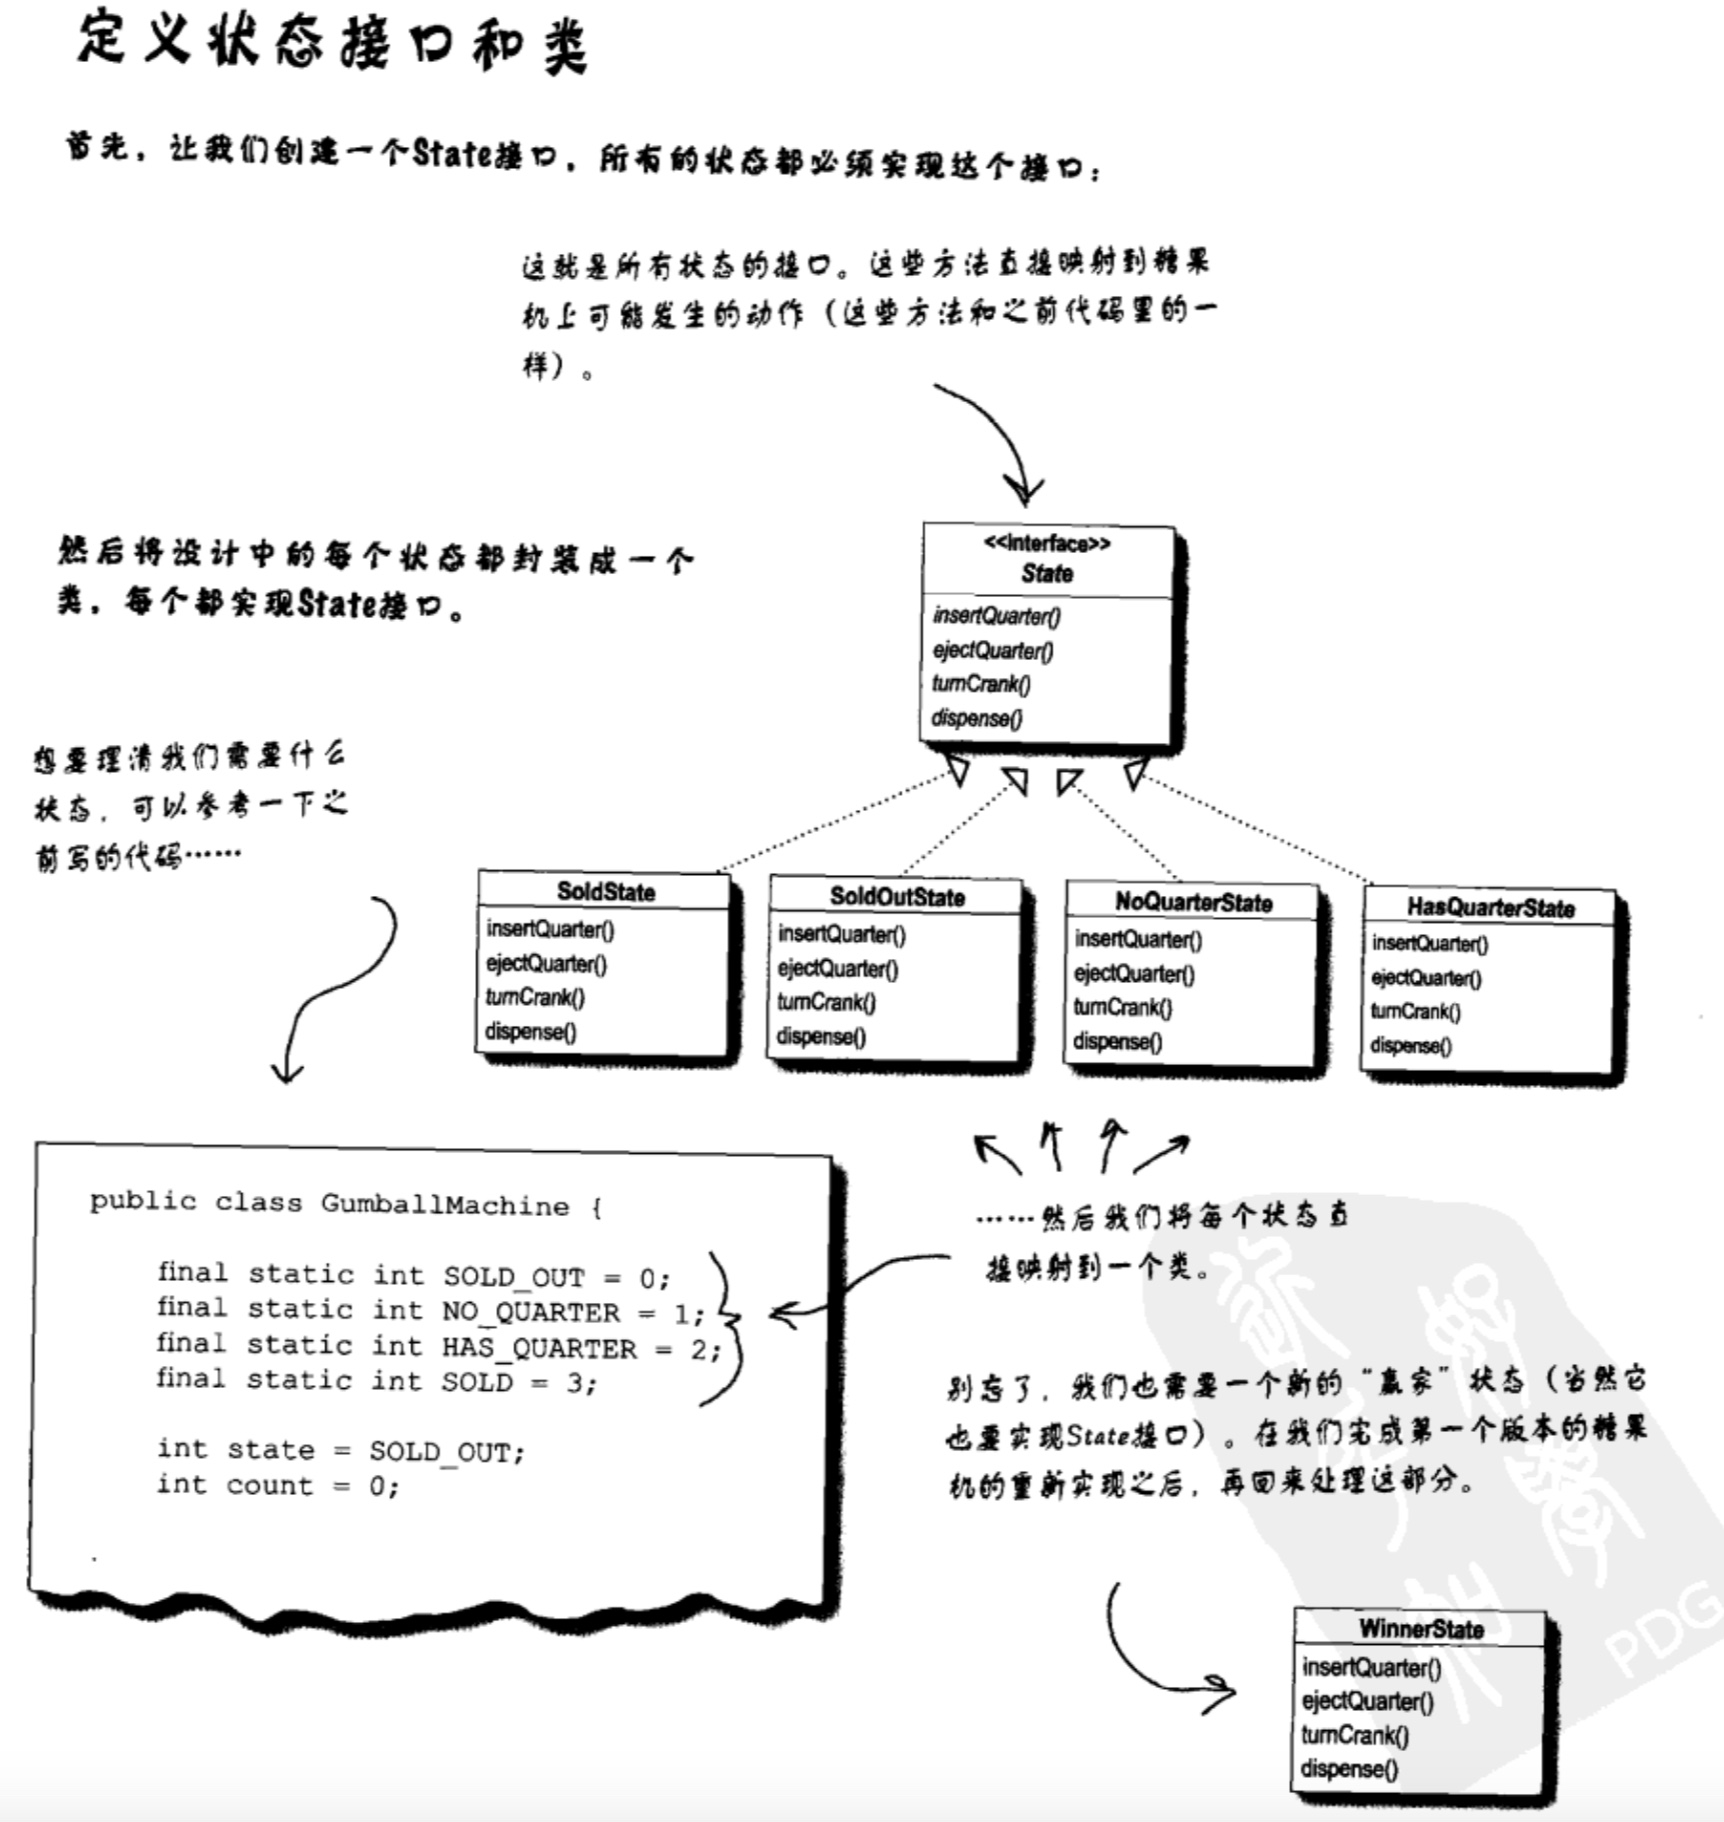 定义状态接口和类
首先，让我们创建一个State接口，所有的状态都必须实现这个接口：
这就是所有状态的接口。这些方法直接映射到糖果
机上可能发生的动作（这些方法和之前代码里的一
样）。
然后将设计中的每个状态都封装成一个
类，每个都实现State接口。
<<interface>>
State
insertQuarter()
ejectQuarter()
turnCrank()
dispense()
想要理清我们需要什么
状态，可以参考一下之
前写的代码……
SoldState
insertQuarter()
ejectQuarter()
turnCrank()
dispense()
SoldOutState
insertQuarter()
ejectQuarter()
turnCrank()
dispense()
NoQuarterState
insertQuarter()
ejectQuarter()
turnCrank()
dispense()
HasQuarterState
insertQuarter()
ejectQuarter()
turnCrank()
dispense()
public class GumballMachine {
final static int SOLD_OUT = 0;
final static int NO_QUARTER = 1;
final static int HAS_QUARTER = 2;
final static int SOLD = 3;
int state = SOLD_OUT;
int count = 0;
……然后我们将每个状态直
接映射到一个类。
别忘了，我们也需要一个新的“赢家”状态（当然它
也要实现State接口）。在我们完成第一个版本的糖果
机的重新实现之后，再回来处理这部分。
WinnerState
insertQuarter()
ejectQuarter()
turnCrank()
dispense()
PDG